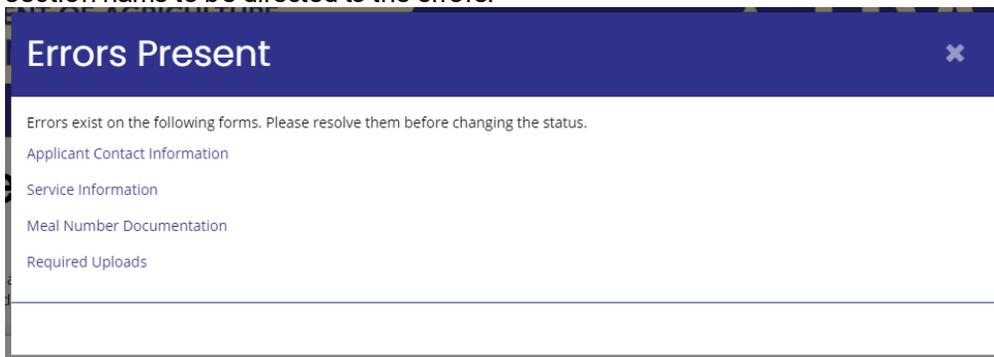 section name to be directed to the errors.
Errors Present
Errors exist on the following forms. Please resolve them before changing the status.
Applicant Contact Information
Service Information
Meal Number Documentation
Required Uploads